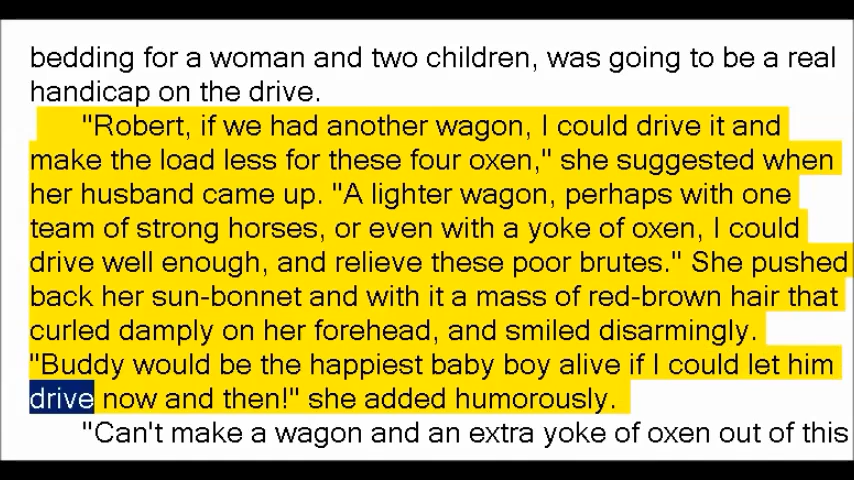 bedding for a woman and two children, was going to be a real
handicap on the drive.
"Robert, if we had another wagon, I could drive it and
make the load less for these four oxen," she suggested when
her husband came up. "A lighter wagon, perhaps with one
team of strong horses, or even with a yoke of oxen, I could
drive well enough, and relieve these poor brutes." She pushed
back her sun-bonnet and with it a mass of red-brown hair that
curled damply on her forehead, and smiled disarmingly.
"Buddy would be the happiest baby boy alive if I could let him
drive now and then!" she added humorously.
"Can't make a wagon and an extra yoke of oxen out of this